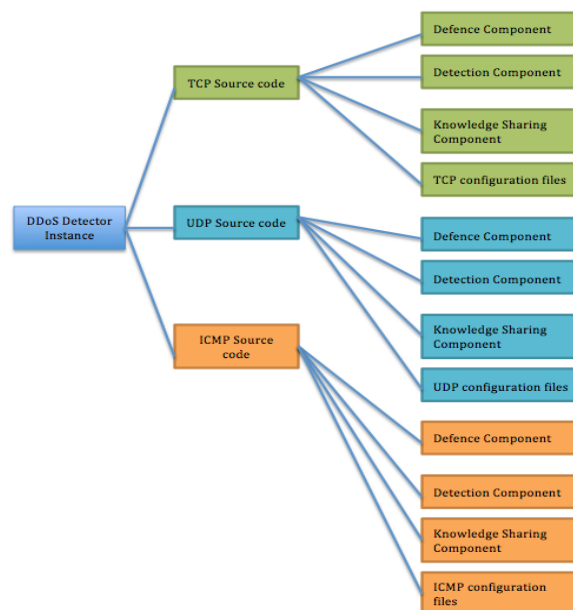 DDoS Detector
Instance
TCP Source code
Defence Component
Detection Component
Knowledge Sharing
Component
TCP configuration files
UDP Source code
Defence Component
Detection Component
Knowledge Sharing
Component
UDP configuration files
ICMP Source
code
Defence Component
Detection Component
Knowledge Sharing
Component
ICMP configuration
files